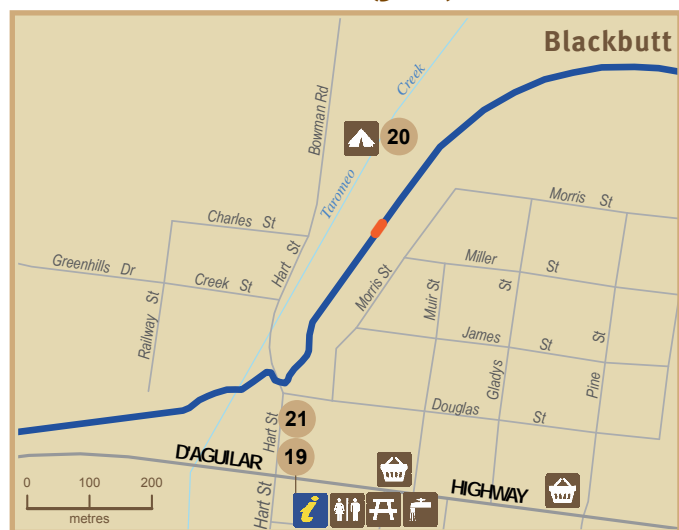 Blackbutt
Creek
Bowman Rd
20
Taromeo
Morris St
Charles St
Hart St
Greenhills Dr
Creek St
Miller St
Morris St
Muir St
St
Railway St
James St
St
Gladys
Pine
Douglas St
21
Hart St
D'AGUILAR
19
HIGHWAY
0 100 200
metres
Hart St
i